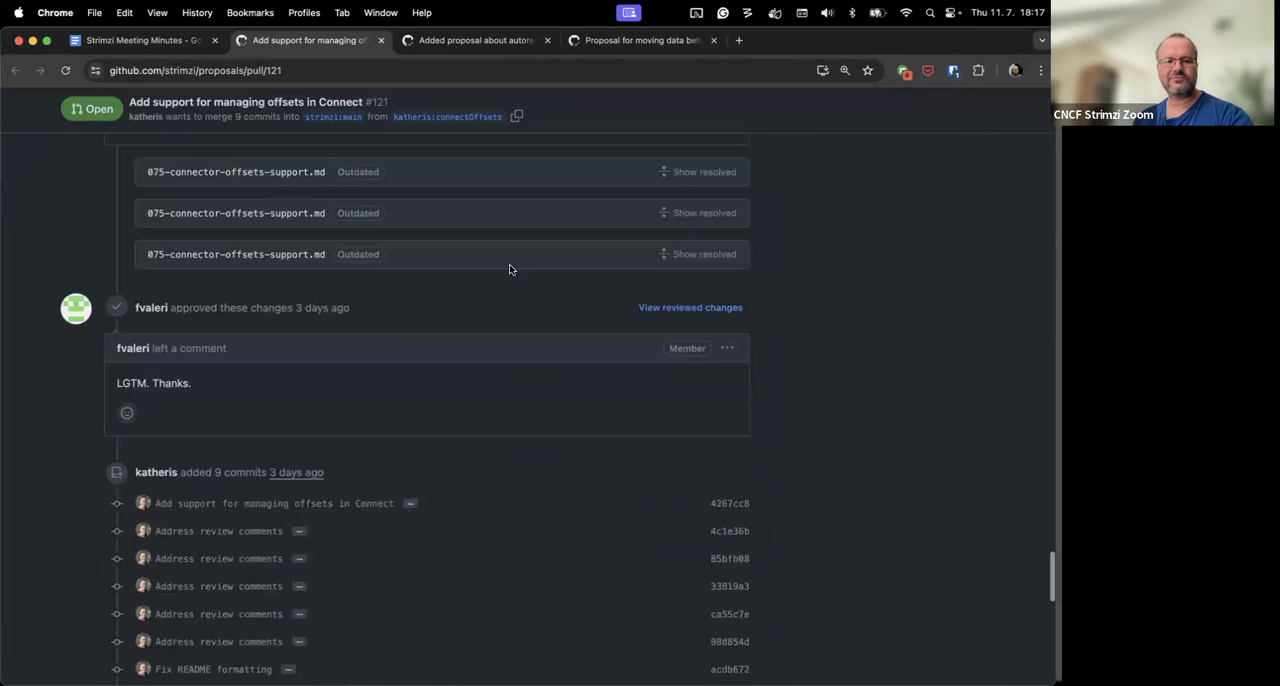 Chrome File Edit View History Bookmarks Profiles Tab Window Help Thu 11. 7. 18:17
Strimzi Meeting Minutes - Go
Add support for managing of
Added proposal about autore
Proposal for moving data bet
github.com/strimzi/proposals/pull/121
Open
Add support for managing offsets in Connect #121
katheris wants to merge 9 commits into strimzi:main from katheris:connectOffsets
CNCF Strimzi Zoom
075-connector-offsets-support.md Outdated Show resolved
075-connector-offsets-support.md Outdated Show resolved
075-connector-offsets-support.md Outdated Show resolved
fvaleri approved these changes 3 days ago View reviewed changes
fvaleri left a comment Member
LGTM. Thanks.
katheris added 9 commits 3 days ago
Add support for managing offsets in Connect 4267cc8
Address review comments 4c1e36b
Address review comments 85bfb08
Address review comments 33819a3
Address review comments ca55c7e
Address review comments 98d854d
Fix README formatting acdb672